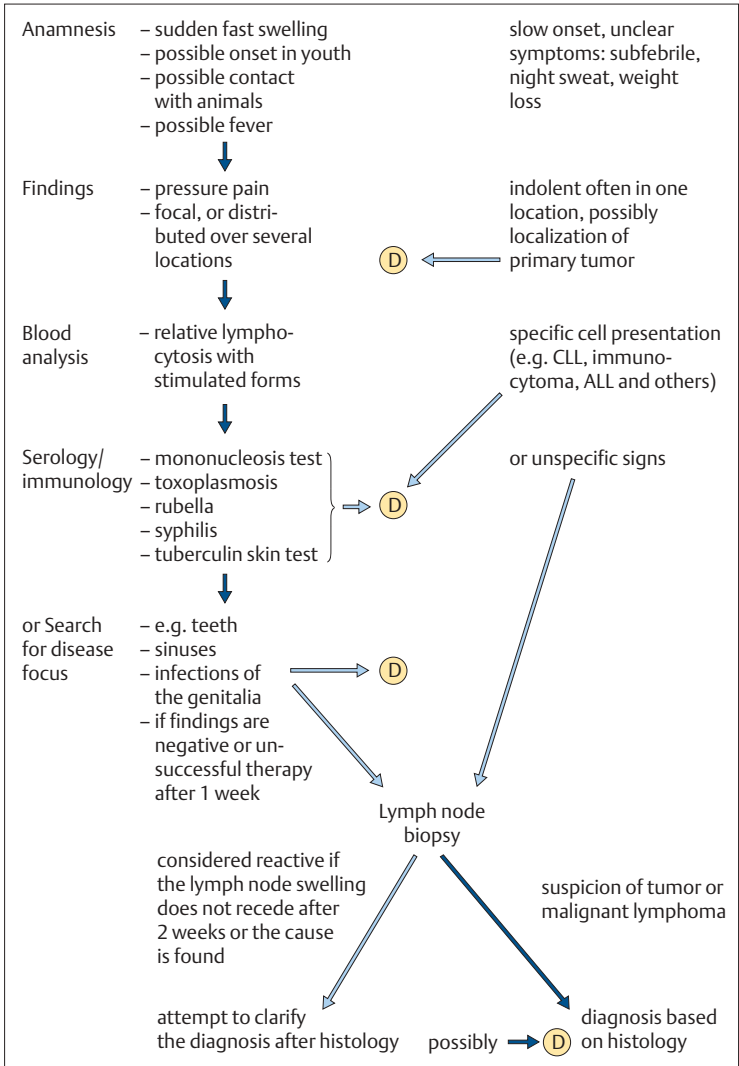 Anamnesis
– sudden fast swelling
– possible onset in youth
– possible contact
with animals
– possible fever
slow onset, unclear
symptoms: subfebrile,
night sweat, weight
loss
Findings
– pressure pain
– focal, or distri-
buted over several
locations
D
indolent often in one
location, possibly
localization of
primary tumor
Blood
analysis
– relative lympho-
cytosis with
stimulated forms
specific cell presentation
(e.g. CLL, immuno-
cytoma, ALL and others)
Serology/
immunology
– mononucleosis test
– toxoplasmosis
– rubella
– syphilis
– tuberculin skin test
D
or unspecific signs
or Search
for disease
focus
– e.g. teeth
– sinuses
– infections of
the genitalia
– if findings are
negative or un-
successful therapy
after 1 week
D
Lymph node
biopsy
considered reactive if
the lymph node swelling
does not recede after
2 weeks or the cause
is found
suspicion of tumor or
malignant lymphoma
attempt to clarify
the diagnosis after histology
possibly
D
diagnosis based
on histology